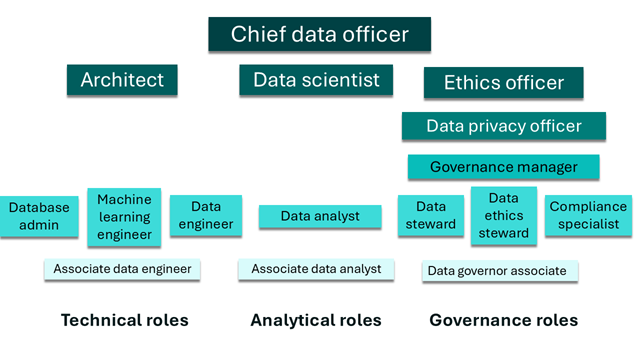 Chief data officer
Architect
Data scientist
Ethics officer
Data privacy officer
Governance manager
Database
admin
Machine
learning
engineer
Data
engineer
Data analyst
Data
steward
Data
ethics
steward
Compliance
specialist
Associate data engineer
Associate data analyst
Data governor associate
Technical roles
Analytical roles
Governance roles